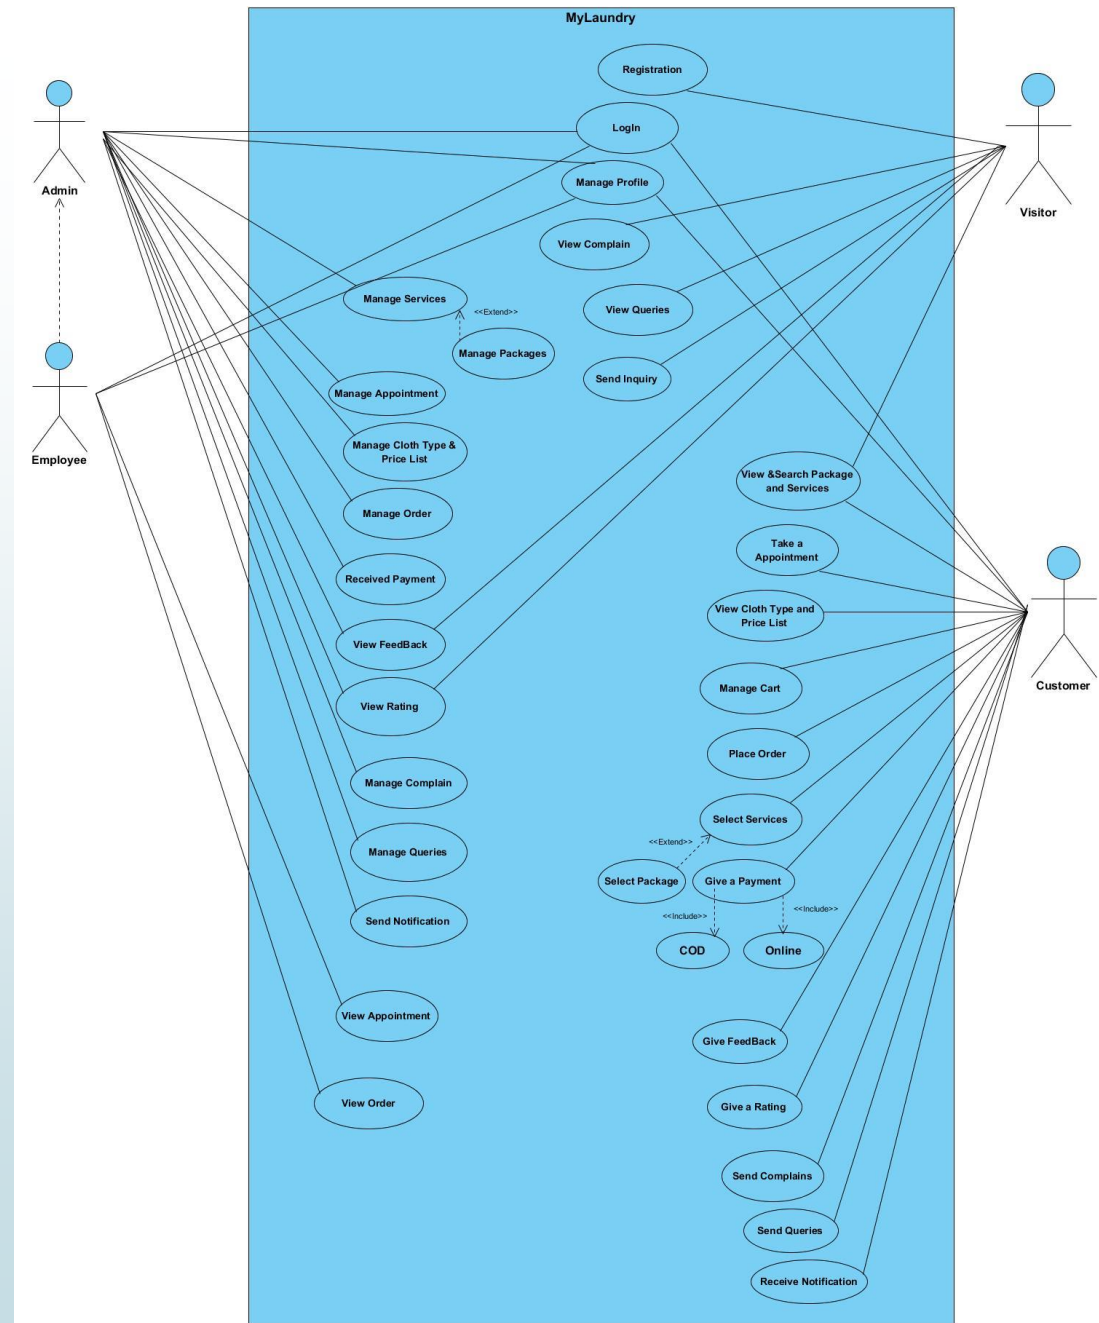 MyLaundry
Registration
LogIn
Admin
Manage Profile
Visitor
View Complain
Manage Services
<<Extend>>
View Queries
Manage Packages
Send Inquiry
Manage Appointment
Employee
Manage Cloth Type &
Price List
View &Search Package
and Services
Manage Order
Take a
Appointment
Received Payment
View Cloth Type and
Price List
View FeedBack
Customer
Manage Cart
View Rating
Place Order
Manage Complain
Select Services
<<Extend>>
Manage Queries
Select Package
Give a Payment
<<Include>>
<<Include>>
Send Notification
COD
Online
View Appointment
Give FeedBack
View Order
Give a Rating
Send Complains
Send Queries
Receive Notification